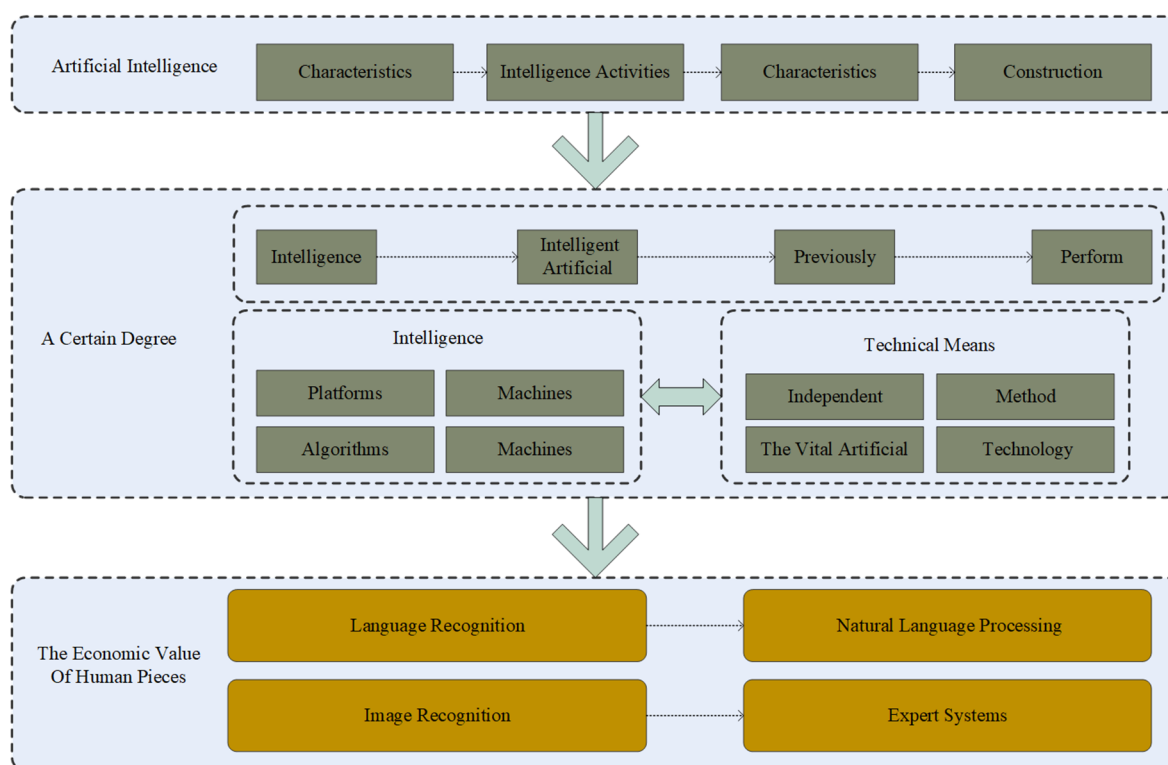 Artificial Intelligence
Characteristics
Intelligence Activities
Characteristics
Construction
A Certain Degree
Intelligence
Intelligent
Artificial
Previously
Perform
Intelligence
Platforms
Machines
Algorithms
Machines
Technical Means
Independent
Method
The Vital Artificial
Technology
The Economic Value
Of Human Pieces
Language Recognition
Natural Language Processing
Image Recognition
Expert Systems